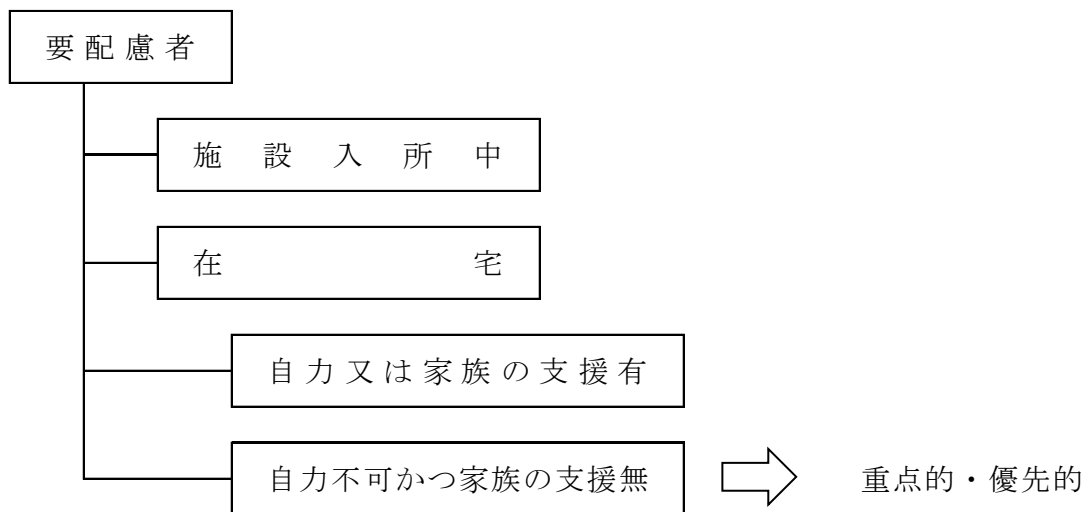 要配慮者
施設入所中
在宅
自力又は家族の支援有
自力不可かつ家族の支援無
重点的・優先的